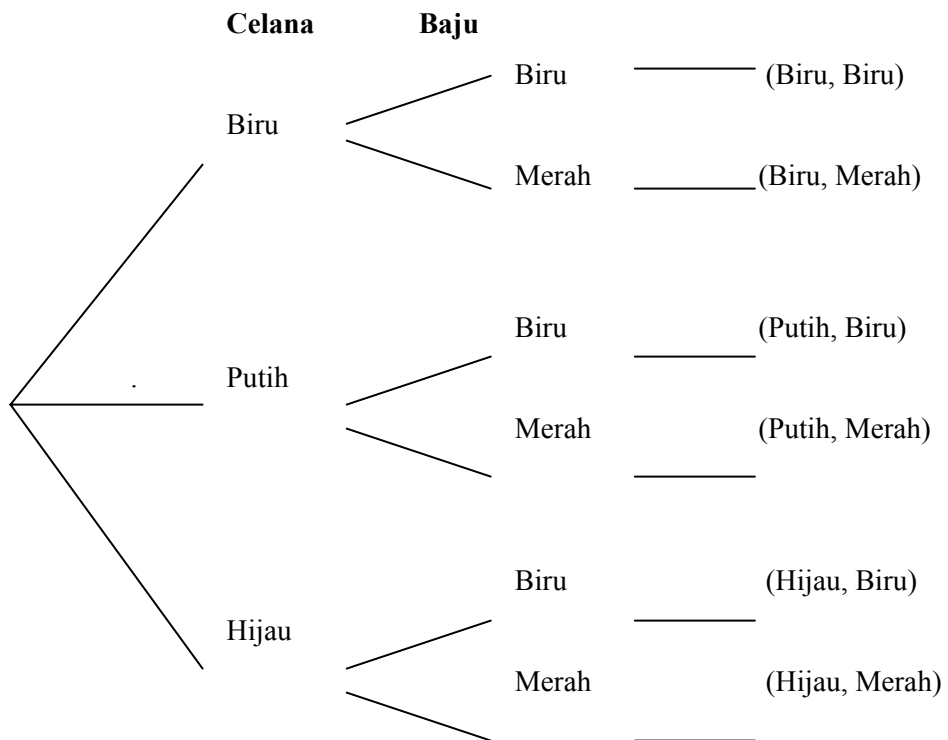 Celana Baju
Biru (Biru, Biru)
Biru
Merah (Biru, Merah)
Biru (Putih, Biru)
Putih
Merah (Putih, Merah)
Biru (Hijau, Biru)
Hijau
Merah (Hijau, Merah)